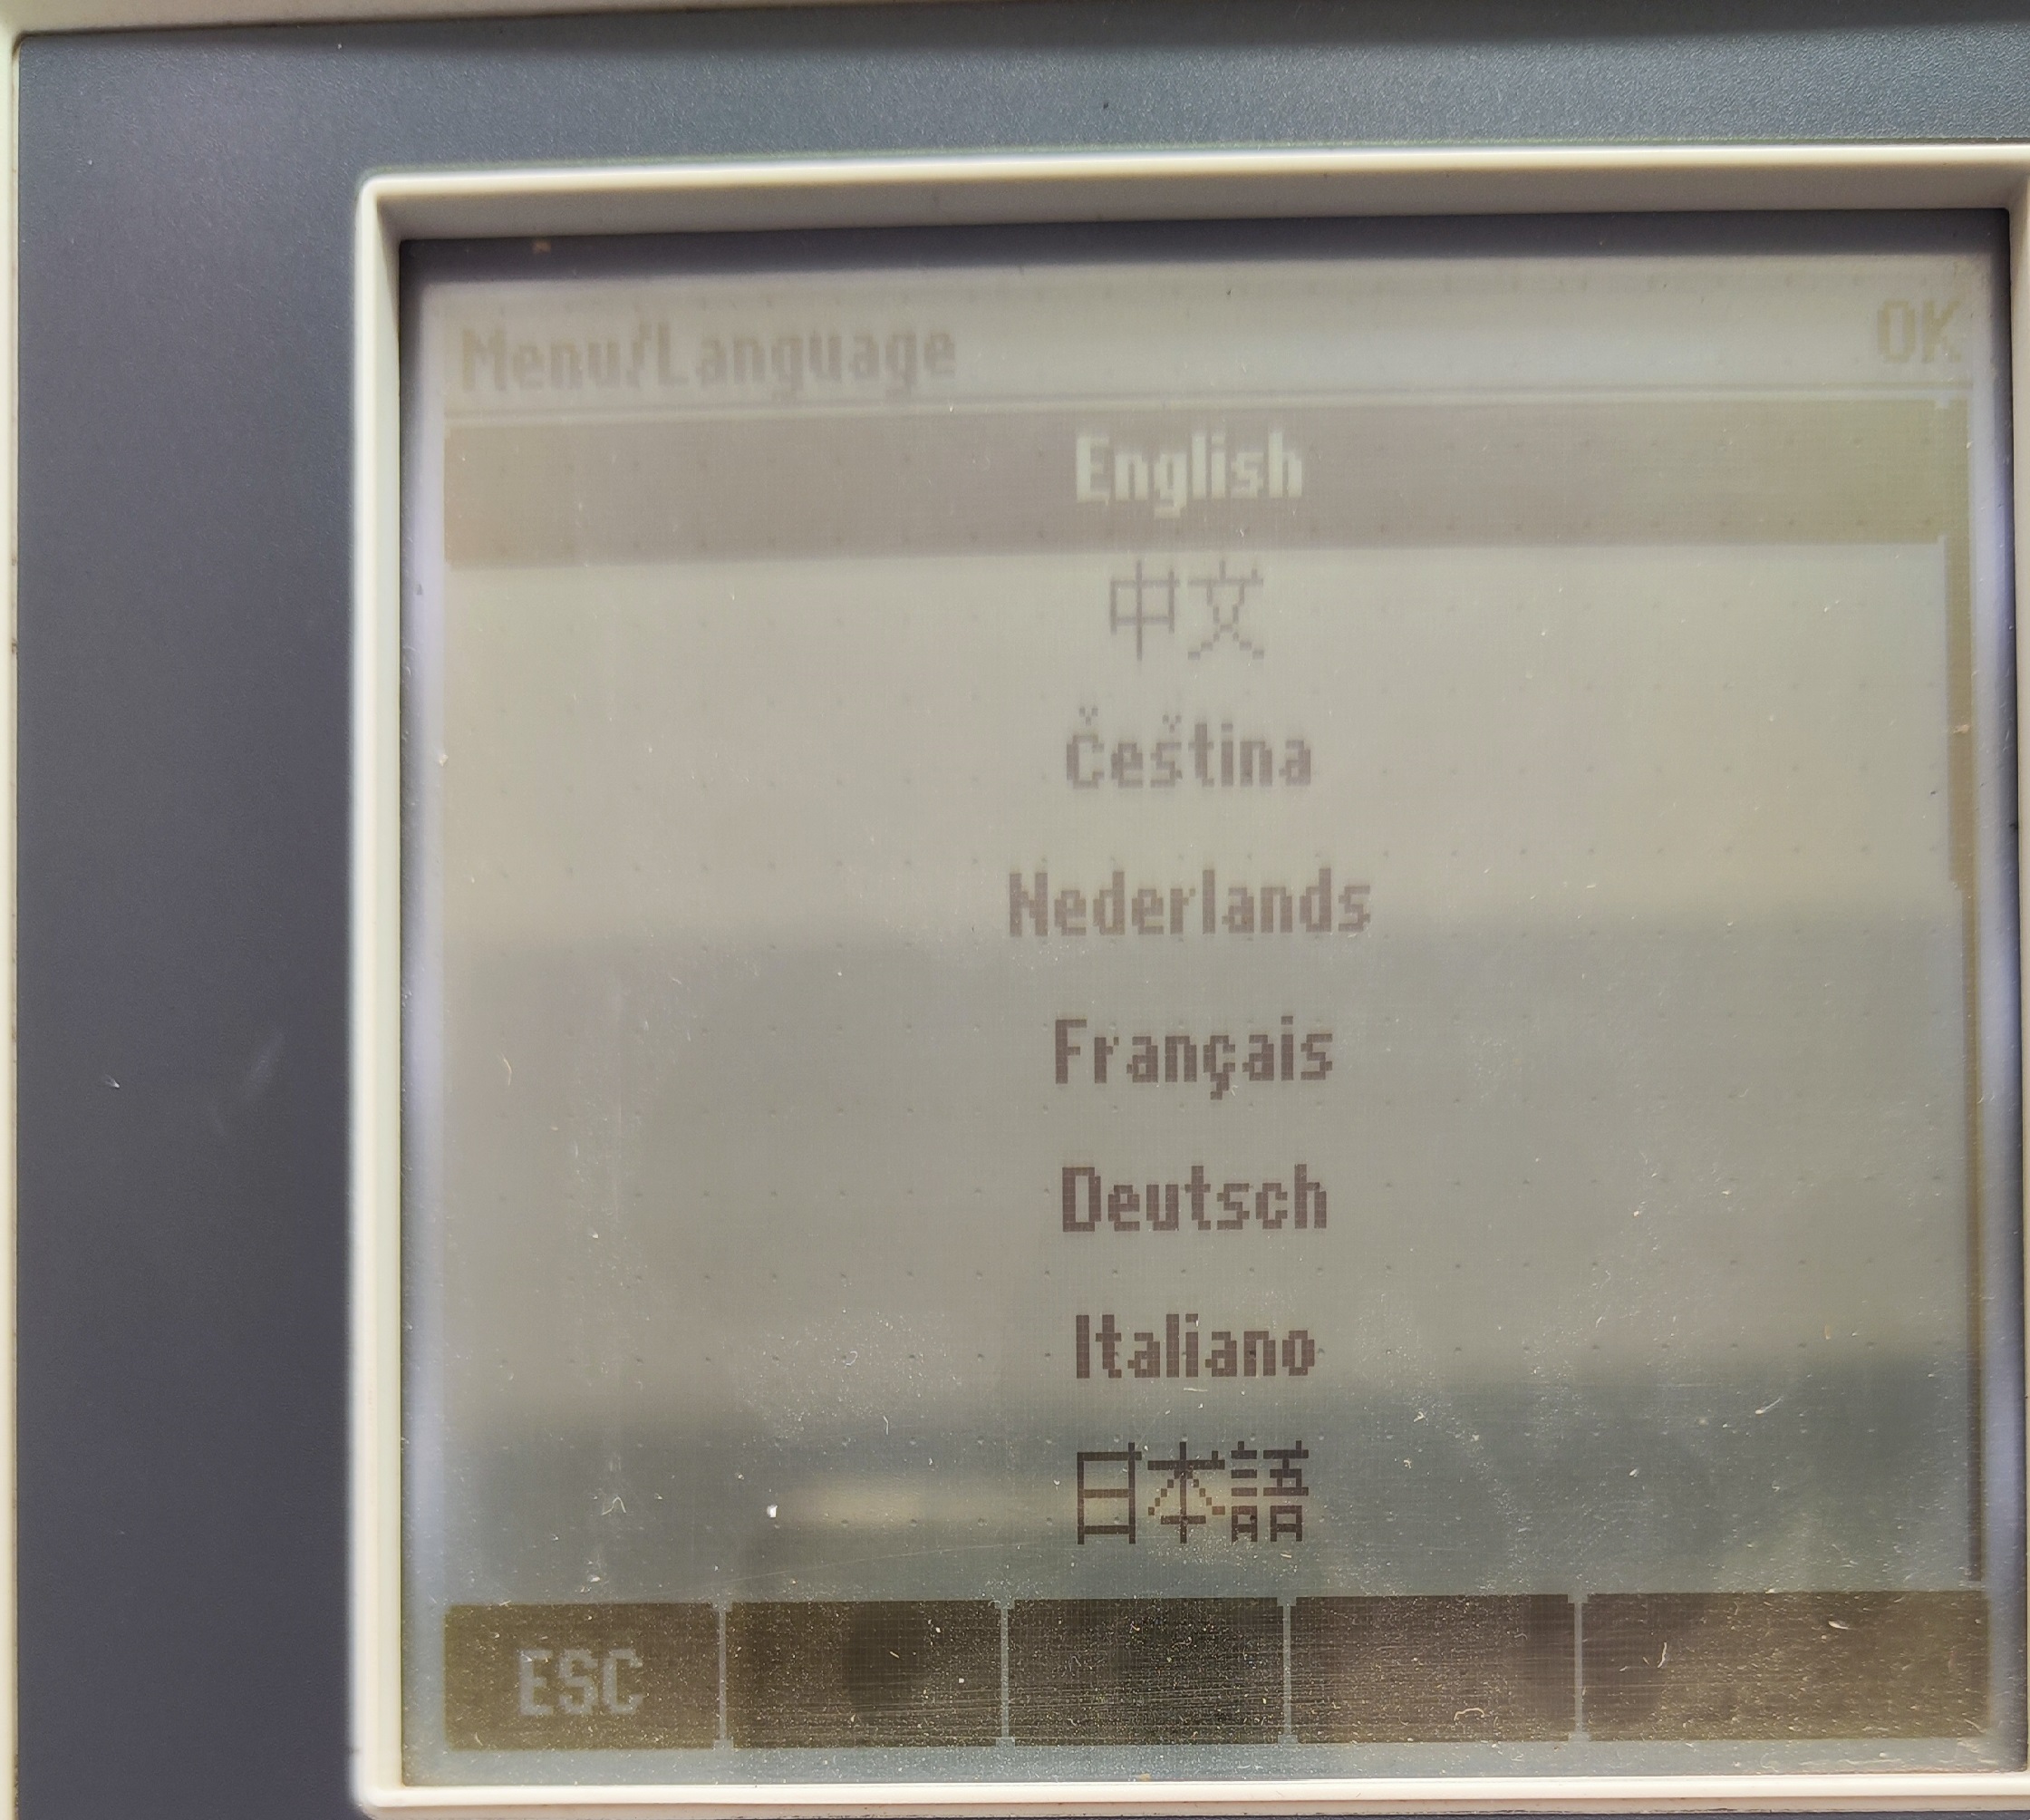 Menu/Language OK
English
中文
Čeština
Nederlands
Français
Deutsch
Italiano
日本語
ESC